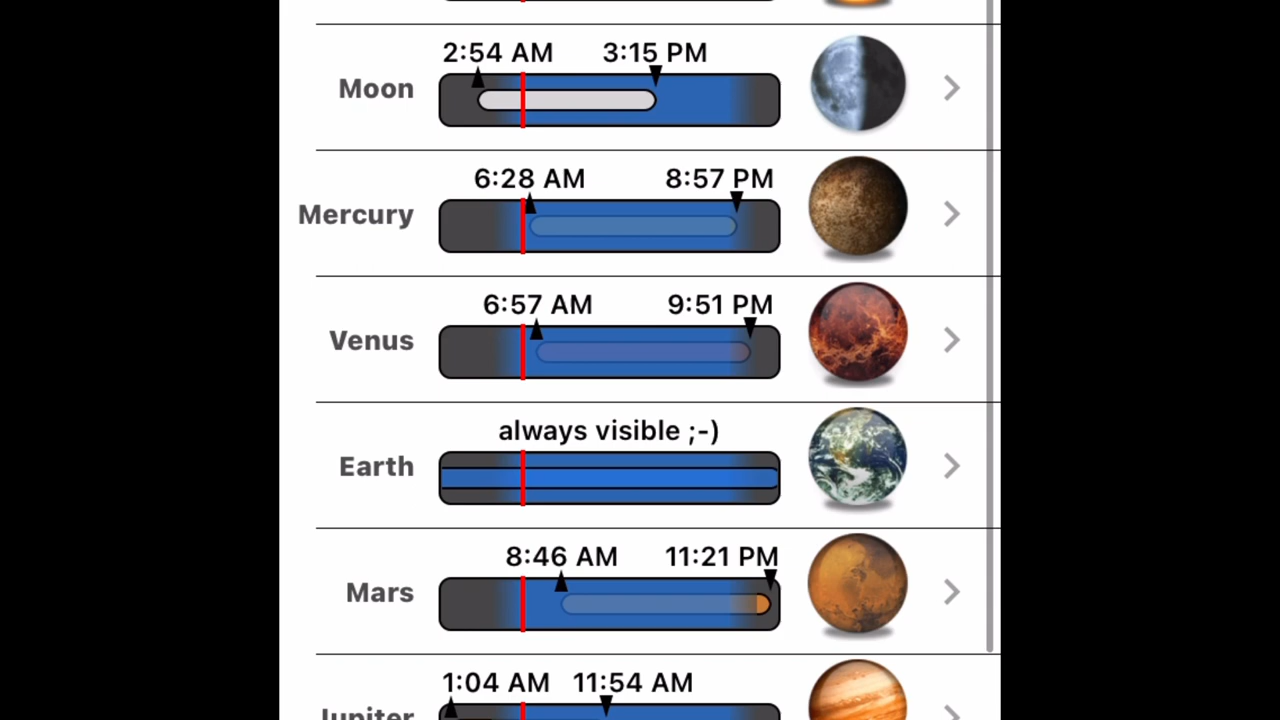 2:54 AM 3:15 PM
Moon
6:28 AM 8:57 PM
Mercury
6:57 AM 9:51 PM
Venus
always visible ;-)
Earth
8:46 AM 11:21 PM
Mars
1:04 AM 11:54 AM
Jupiter